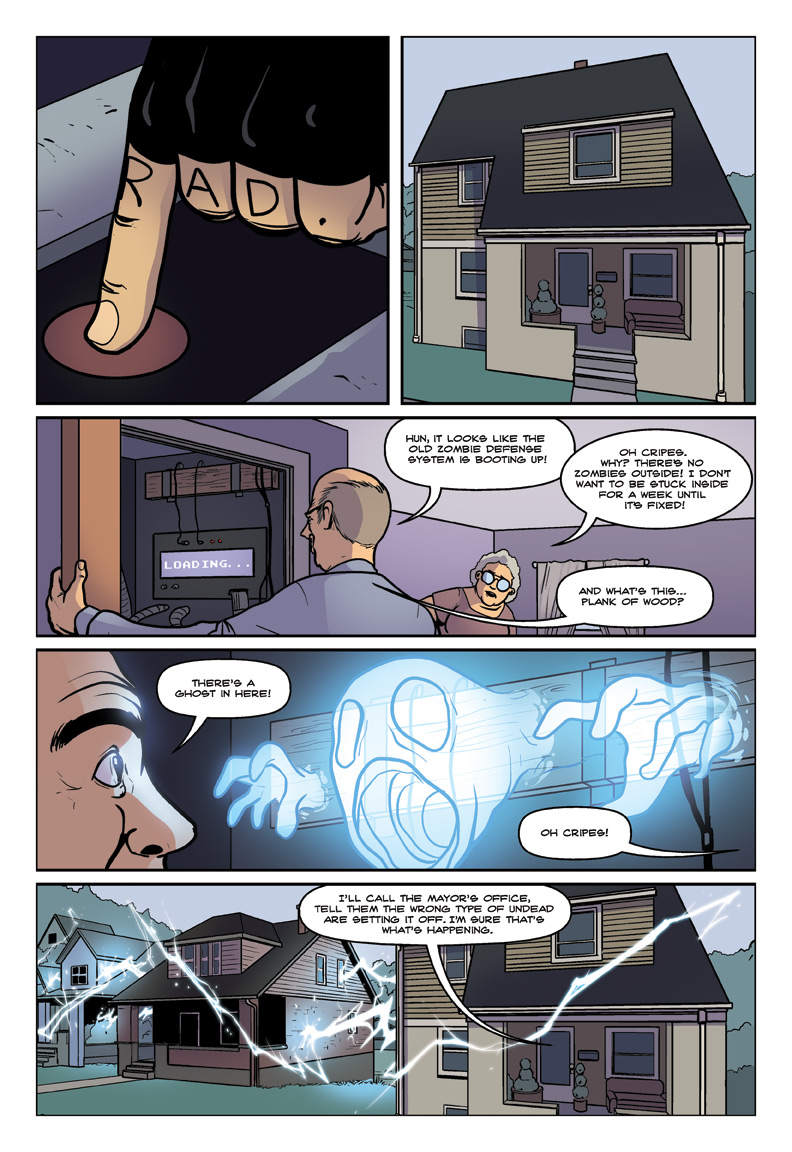 RAD.
HUN, IT LOOKS LIKE THE
OLD ZOMBIE DEFENSE
SYSTEM IS BOOTING UP!
OH CRIPES.
WHY? THERE'S NO
ZOMBIES OUTSIDE! I DON'T
WANT TO BE STUCK INSIDE
FOR A WEEK UNTIL
IT'S FIXED!
LOADING...
AND WHAT'S THIS...
PLANK OF WOOD?
THERE'S A
GHOST IN HERE!
OH CRIPES!
I'LL CALL THE MAYOR'S OFFICE,
TELL THEM THE WRONG TYPE OF UNDEAD
ARE SETTING IT OFF. I'M SURE THAT'S
WHAT'S HAPPENING.